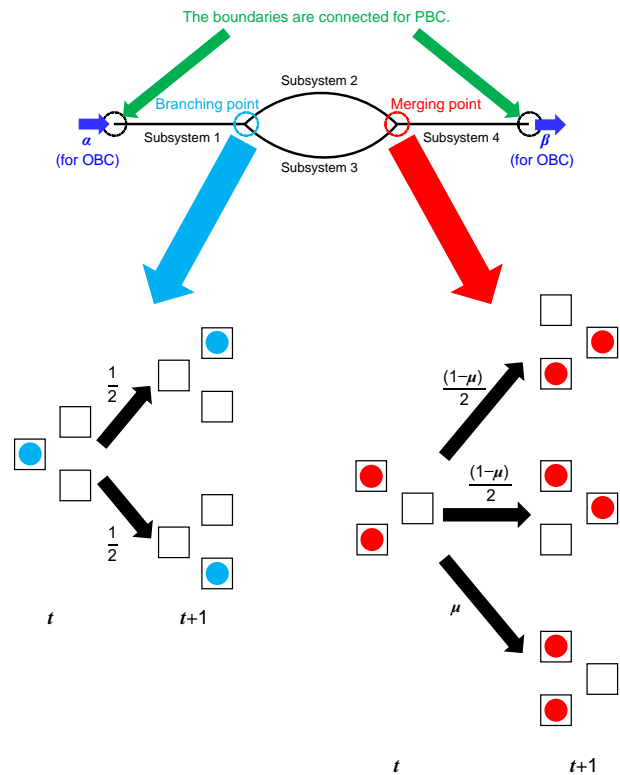 The boundaries are connected for PBC.
Subsystem 2
Branching point
Merging point
α
Subsystem 1
Subsystem 4
β
(for OBC)
Subsystem 3
(for OBC)
1
2
1
2
t
t+1
(1−μ)
2
(1−μ)
2
μ
t
t+1